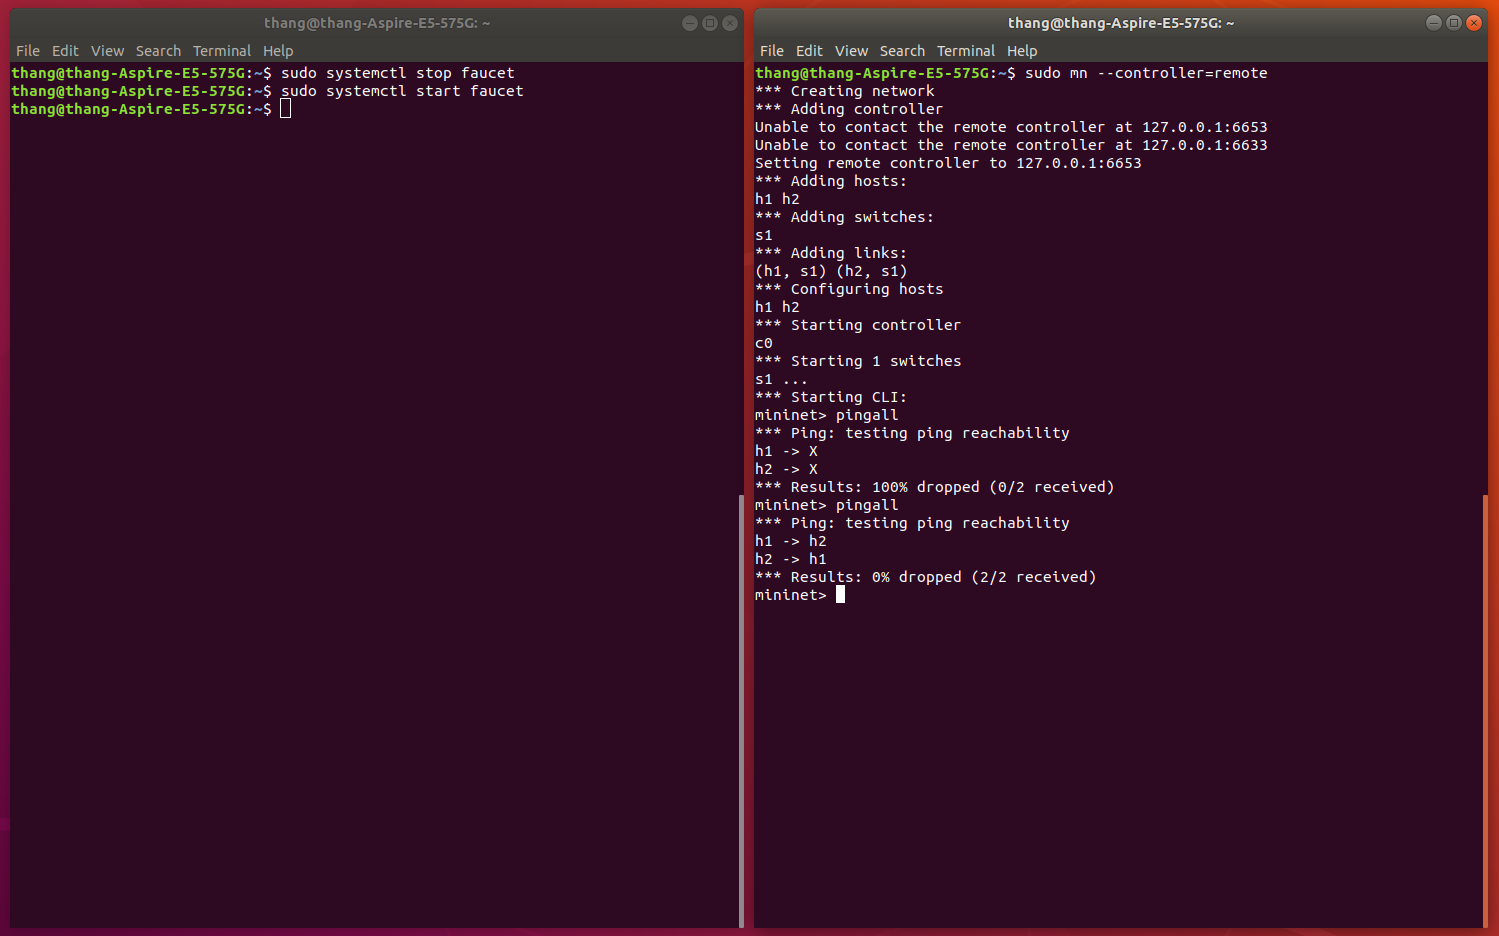 thang@thang-Aspire-E5-575G: ~
File Edit View Search Terminal Help
thang@thang-Aspire-E5-575G:~$ sudo systemctl stop faucet
thang@thang-Aspire-E5-575G:~$ sudo systemctl start faucet
thang@thang-Aspire-E5-575G:~$
thang@thang-Aspire-E5-575G: ~
File Edit View Search Terminal Help
thang@thang-Aspire-E5-575G:~$ sudo mn --controller=remote
*** Creating network
*** Adding controller
Unable to contact the remote controller at 127.0.0.1:6653
Unable to contact the remote controller at 127.0.0.1:6633
Setting remote controller to 127.0.0.1:6653
*** Adding hosts:
h1 h2
*** Adding switches:
s1
*** Adding links:
(h1, s1) (h2, s1)
*** Configuring hosts
h1 h2
*** Starting controller
c0
*** Starting 1 switches
s1 ...
*** Starting CLI:
mininet> pingall
*** Ping: testing ping reachability
h1 -> X
h2 -> X
*** Results: 100% dropped (0/2 received)
mininet> pingall
*** Ping: testing ping reachability
h1 -> h2
h2 -> h1
*** Results: 0% dropped (2/2 received)
mininet>